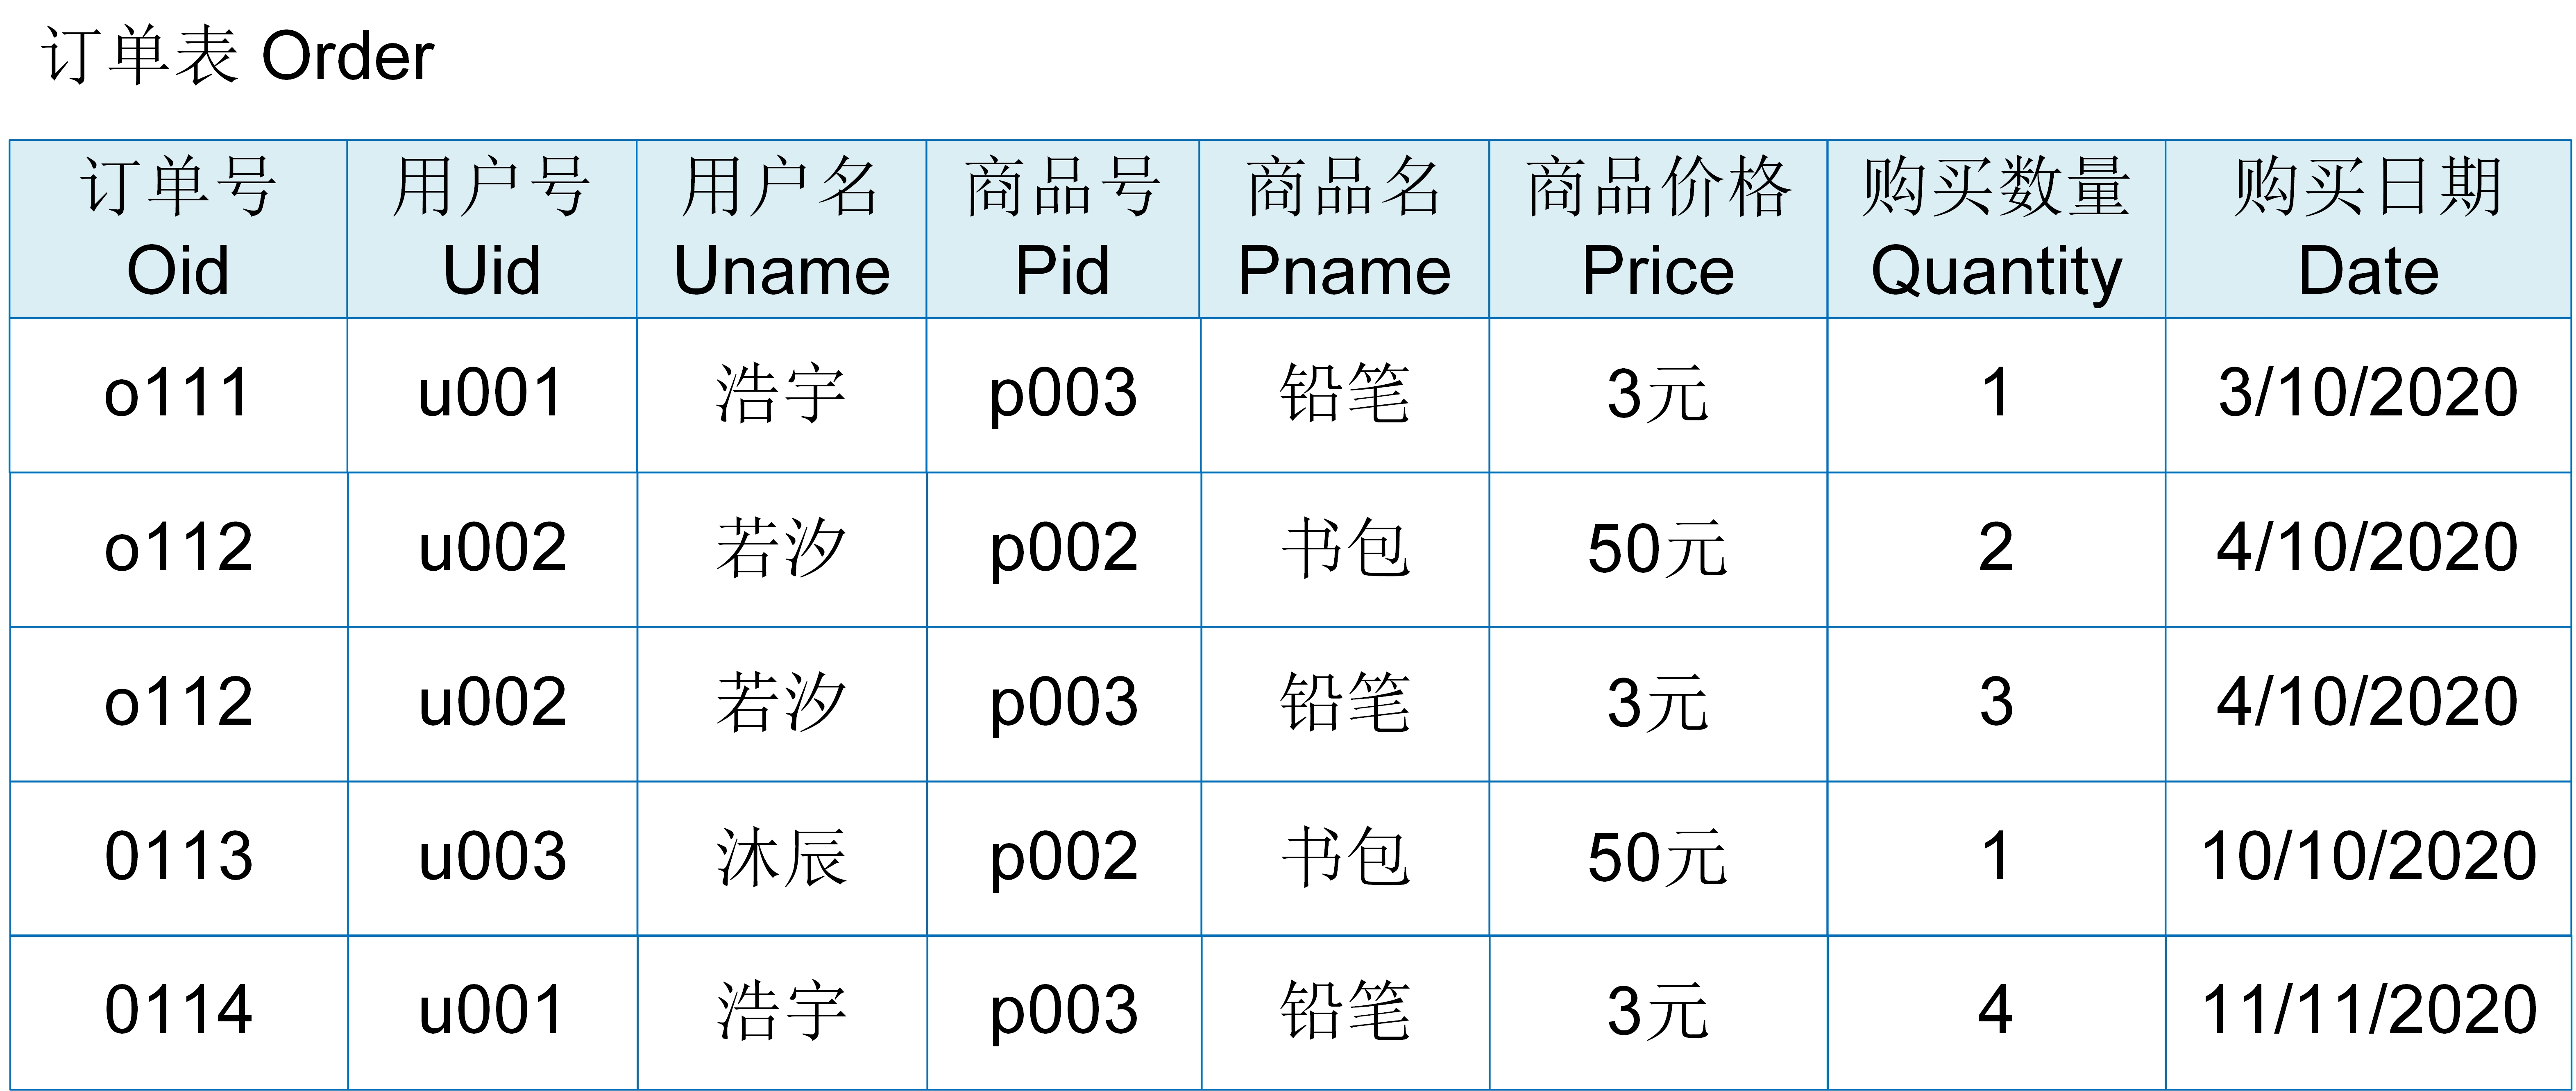 订单表 Order
订单号 用户号 用户名 商品号 商品名 商品价格 购买数量 购买日期
Oid Uid Uname Pid Pname Price Quantity Date
o111 u001 浩宇 p003 铅笔 3元 1 3/10/2020
o112 u002 若汐 p002 书包 50元 2 4/10/2020
o112 u002 若汐 p003 铅笔 3元 3 4/10/2020
0113 u003 沐辰 p002 书包 50元 1 10/10/2020
0114 u001 浩宇 p003 铅笔 3元 4 11/11/2020